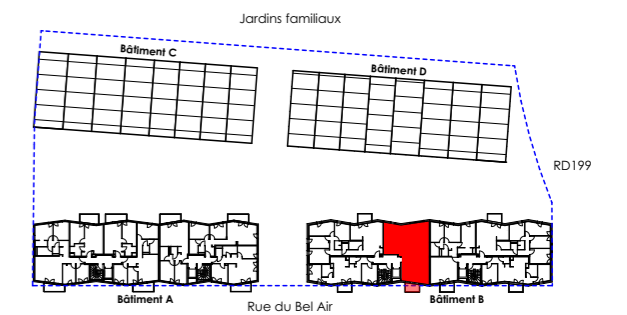 Jardins familiaux
Bâtiment C
Bâtiment D
RD199
Bâtiment A
Rue du Bel Air
Bâtiment B